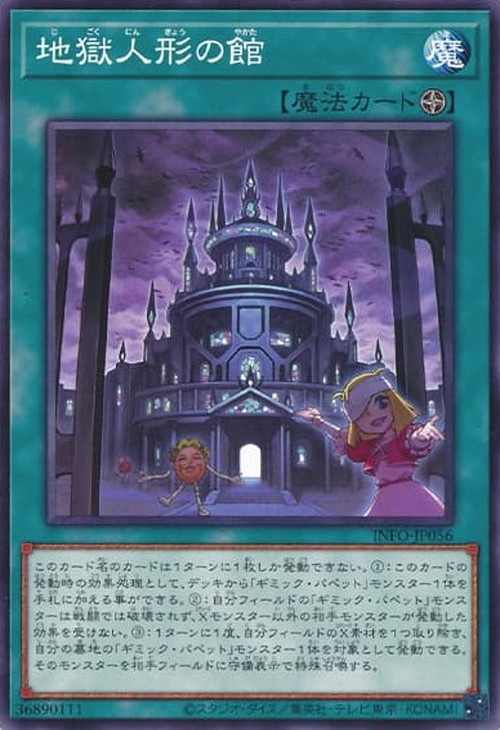 地獄人形の館
魔
【魔法カード】
INFO-JP056
このカード名のカードは１ターンに１枚しか発動できない。①：このカードの
発動時の効果処理として、デッキから「ギミック・パペット」モンスター１体を
手札に加える事ができる。②：自分フィールドの「ギミック・パペット」モンス
ターは戦闘では破壊されず、Ｘモンスター以外の相手モンスターが発動した
効果を受けない。③：１ターンに１度、自分フィールドのＸ素材を１つ取り除き、
自分の墓地の「ギミック・パペット」モンスター１体を対象として発動できる。
そのモンスターを相手フィールドに守備表示で特殊召喚する。
36890111
©スタジオ・ダイス／集英社・テレビ東京・KONAMI